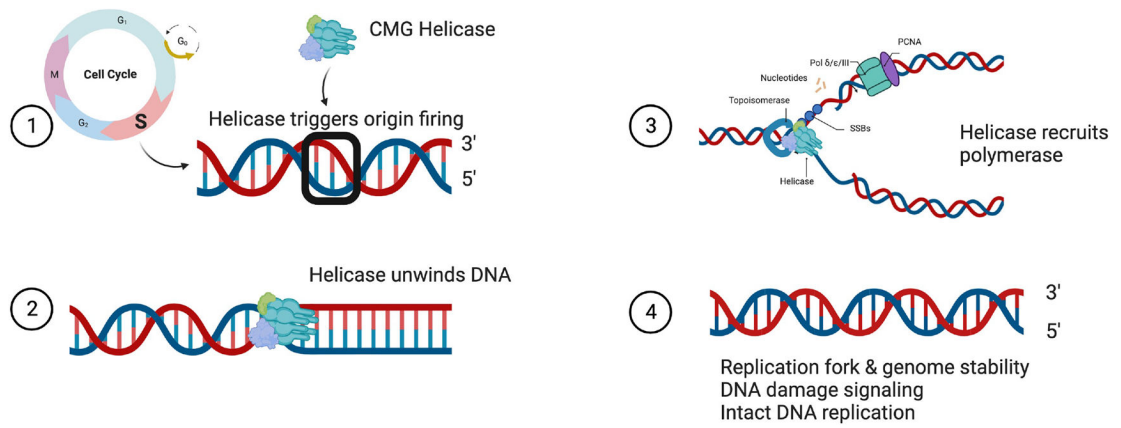 1
G₁
G₀
M
Cell Cycle
G₂
S
CMG Helicase
Helicase triggers origin firing
3'
5'
2
Helicase unwinds DNA
3
PCNA
Pol δ/ε/III
Nucleotides
Topoisomerase
SSBs
Helicase
Helicase recruits
polymerase
4
3'
5'
Replication fork & genome stability
DNA damage signaling
Intact DNA replication